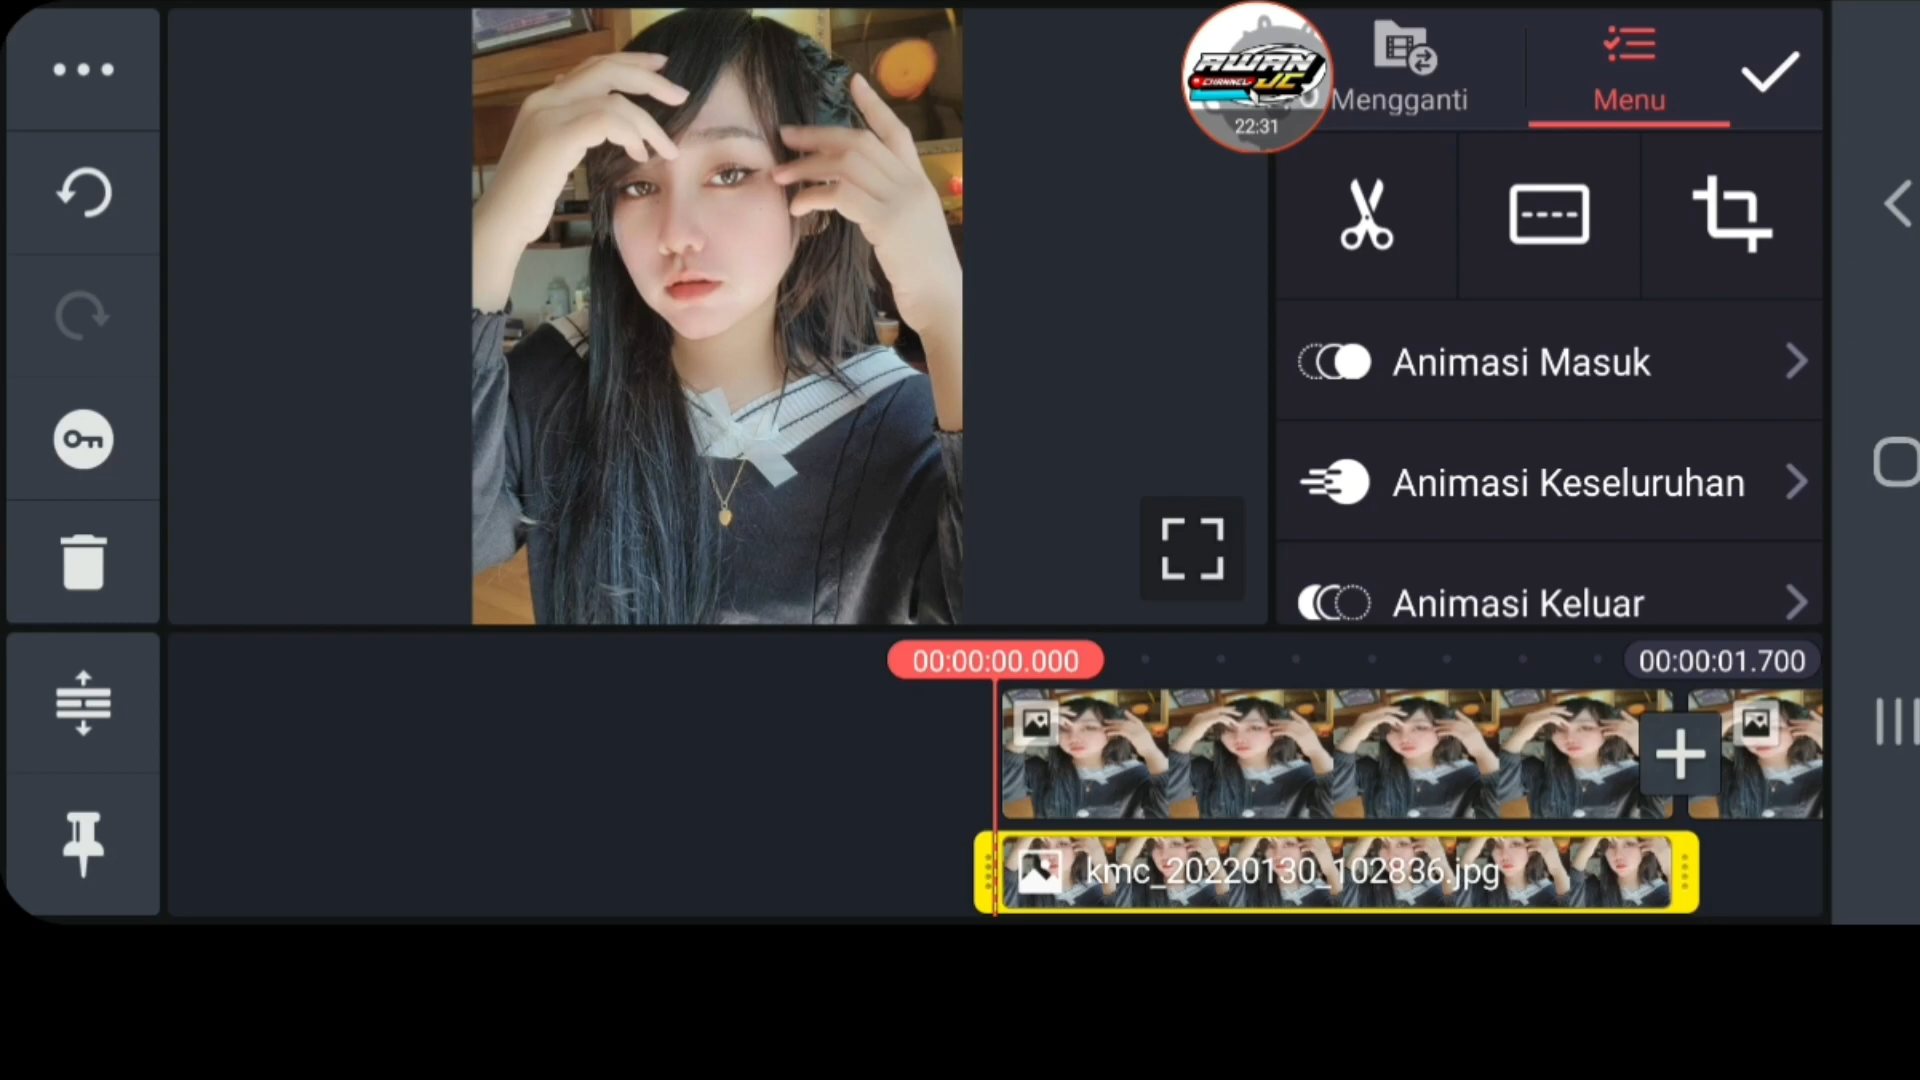 AWAN
CHANNEL JC
22:31
Mengganti
Menu
Animasi Masuk
Animasi Keseluruhan
Animasi Keluar
00:00:00.000
00:00:01.700
kmc_20220130_102836.jpg